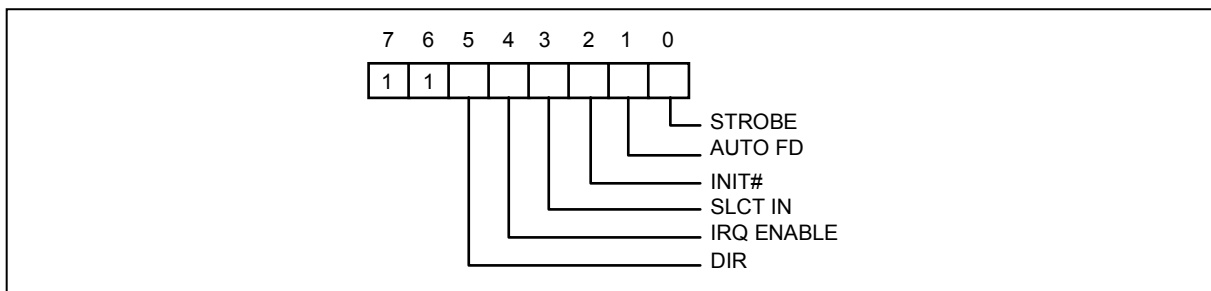 7 6 5 4 3 2 1 0
1 1
STROBE
AUTO FD
INIT#
SLCT IN
IRQ ENABLE
DIR